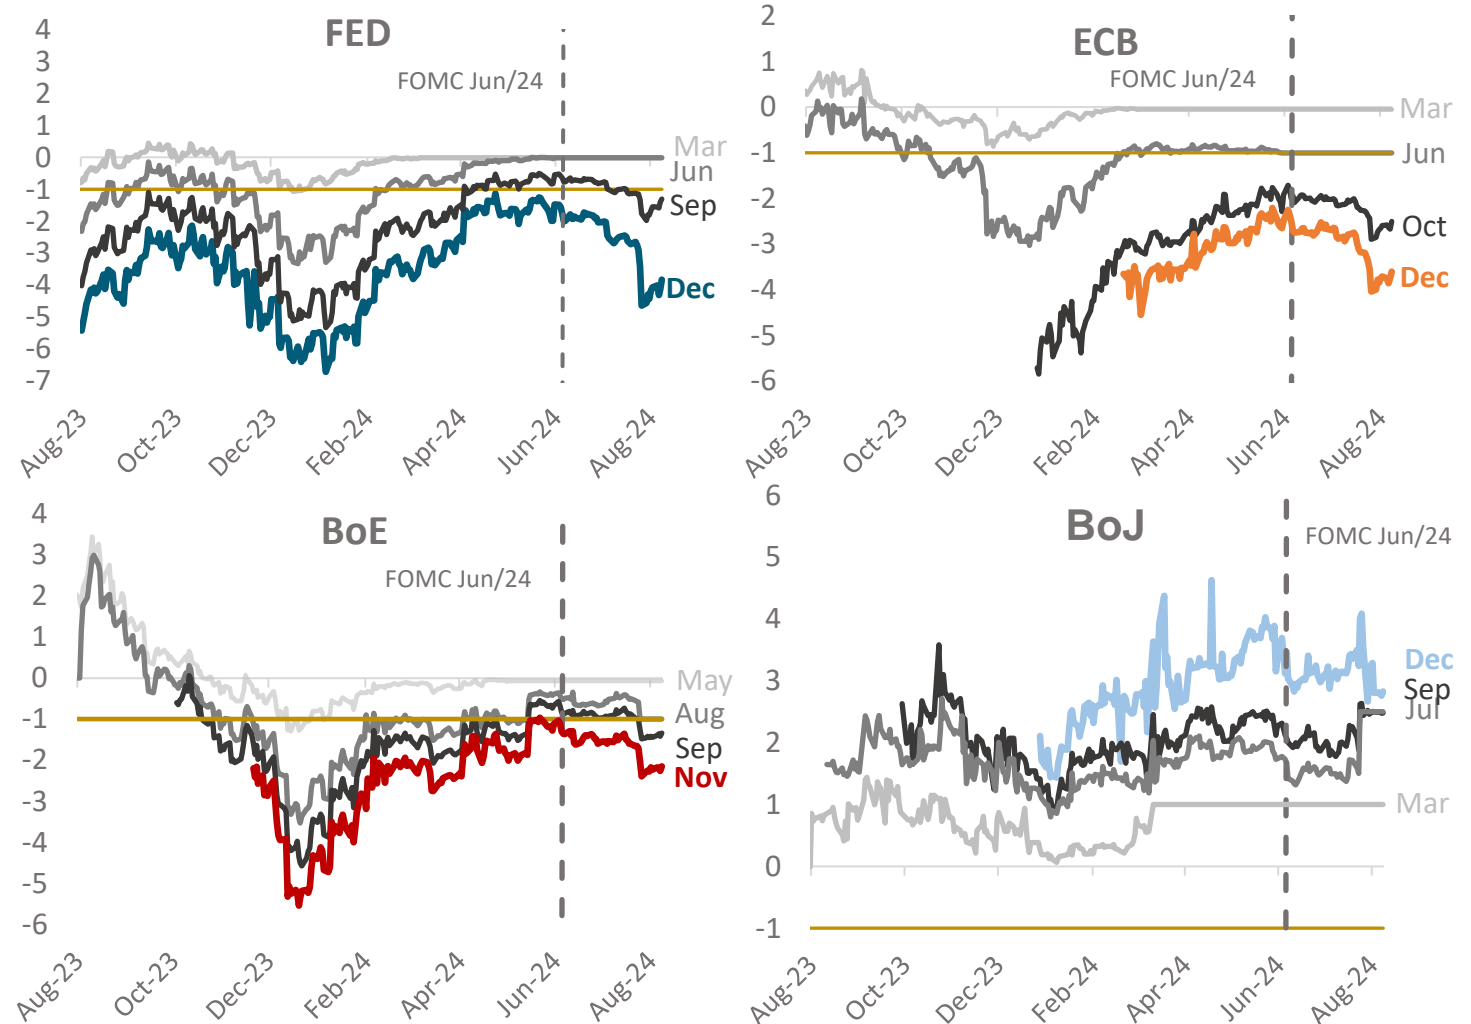 FED
FOMC Jun/24
4
3
2
1
0
-1
-2
-3
-4
-5
-6
-7
Mar
Jun
Sep
Dec
Aug-23
Oct-23
Dec-23
Feb-24
Apr-24
Jun-24
Aug-24
ECB
FOMC Jun/24
2
1
0
-1
-2
-3
-4
-5
-6
Mar
Jun
Oct
Dec
Aug-23
Oct-23
Dec-23
Feb-24
Apr-24
Jun-24
Aug-24
BoE
FOMC Jun/24
4
3
2
1
0
-1
-2
-3
-4
-5
-6
May
Aug
Sep
Nov
Aug-23
Oct-23
Dec-23
Feb-24
Apr-24
Jun-24
Aug-24
BoJ
FOMC Jun/24
6
5
4
3
2
1
0
-1
Dec
Sep
Jul
Mar
Aug-23
Oct-23
Dec-23
Feb-24
Apr-24
Jun-24
Aug-24